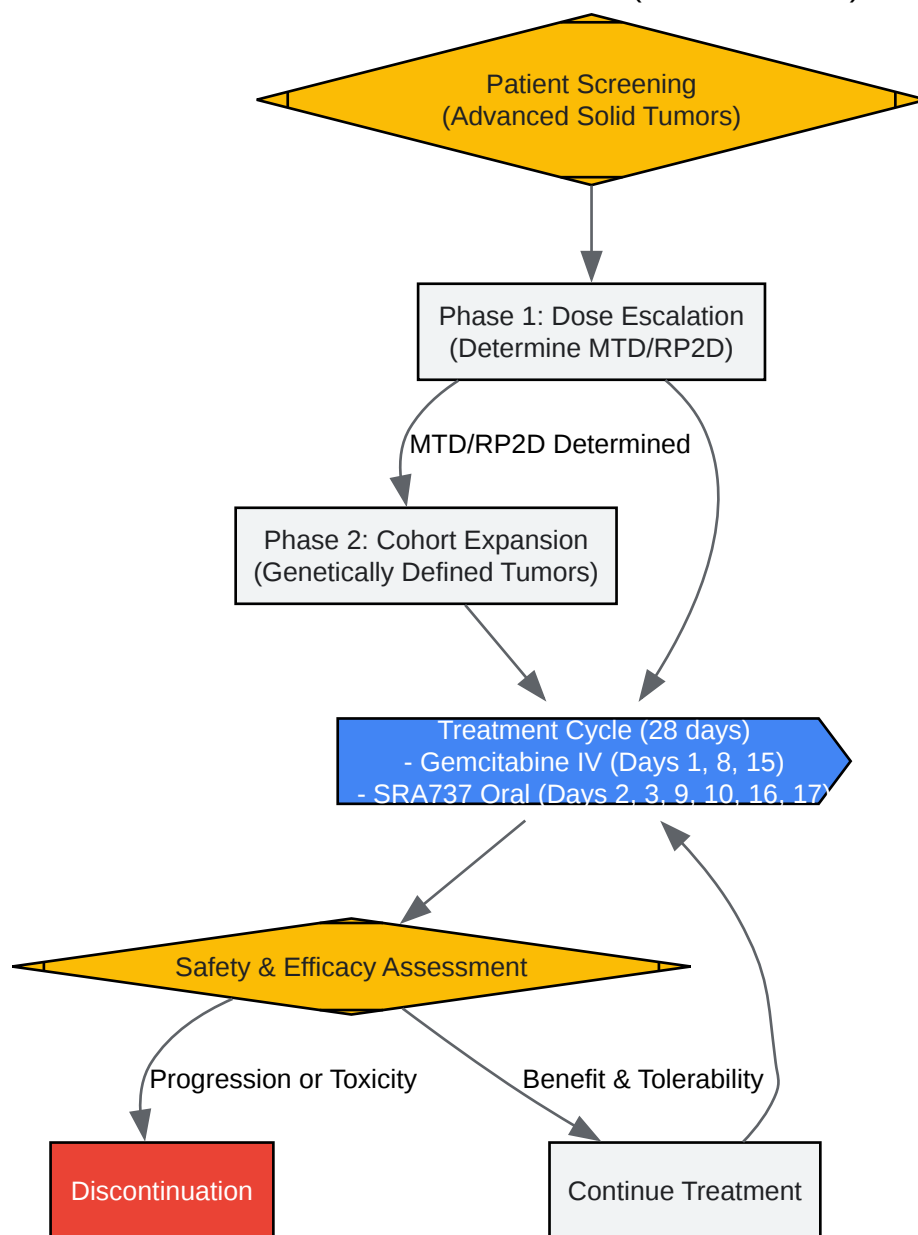 Patient Screening
(Advanced Solid Tumors)
Phase 1: Dose Escalation
(Determine MTD/RP2D)
MTD/RP2D Determined
Phase 2: Cohort Expansion
(Genetically Defined Tumors)
Treatment Cycle (28 days)
- Gemcitabine IV (Days 1, 8, 15)
- SRA737 Oral (Days 2, 3, 9, 10, 16, 17)
Safety & Efficacy Assessment
Progression or Toxicity
Benefit & Tolerability
Discontinuation
Continue Treatment